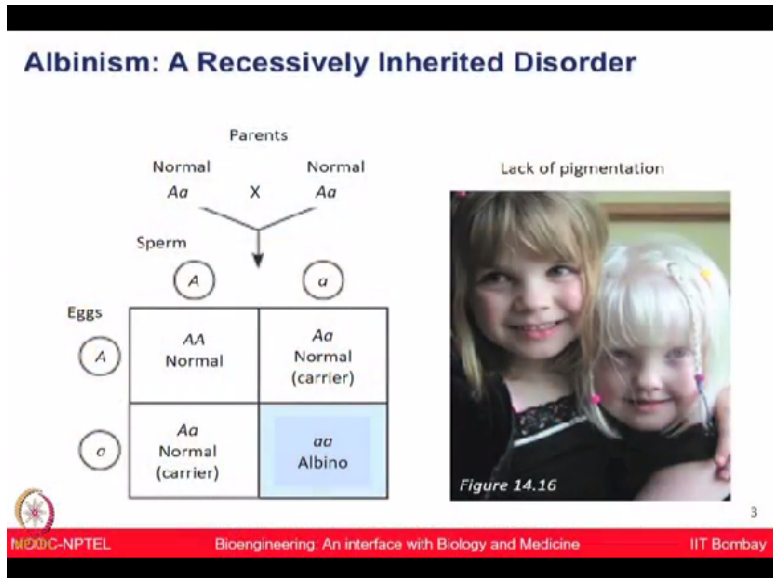 Albinism: A Recessively Inherited Disorder
Parents
Normal Normal
Aa X Aa
Sperm
A a
Eggs
A
AA
Normal
Aa
Normal
(carrier)
a
Aa
Normal
(carrier)
aa
Albino
Lack of pigmentation
Figure 14.16
3
MOOC-NPTEL Bioengineering: An interface with Biology and Medicine IIT Bombay